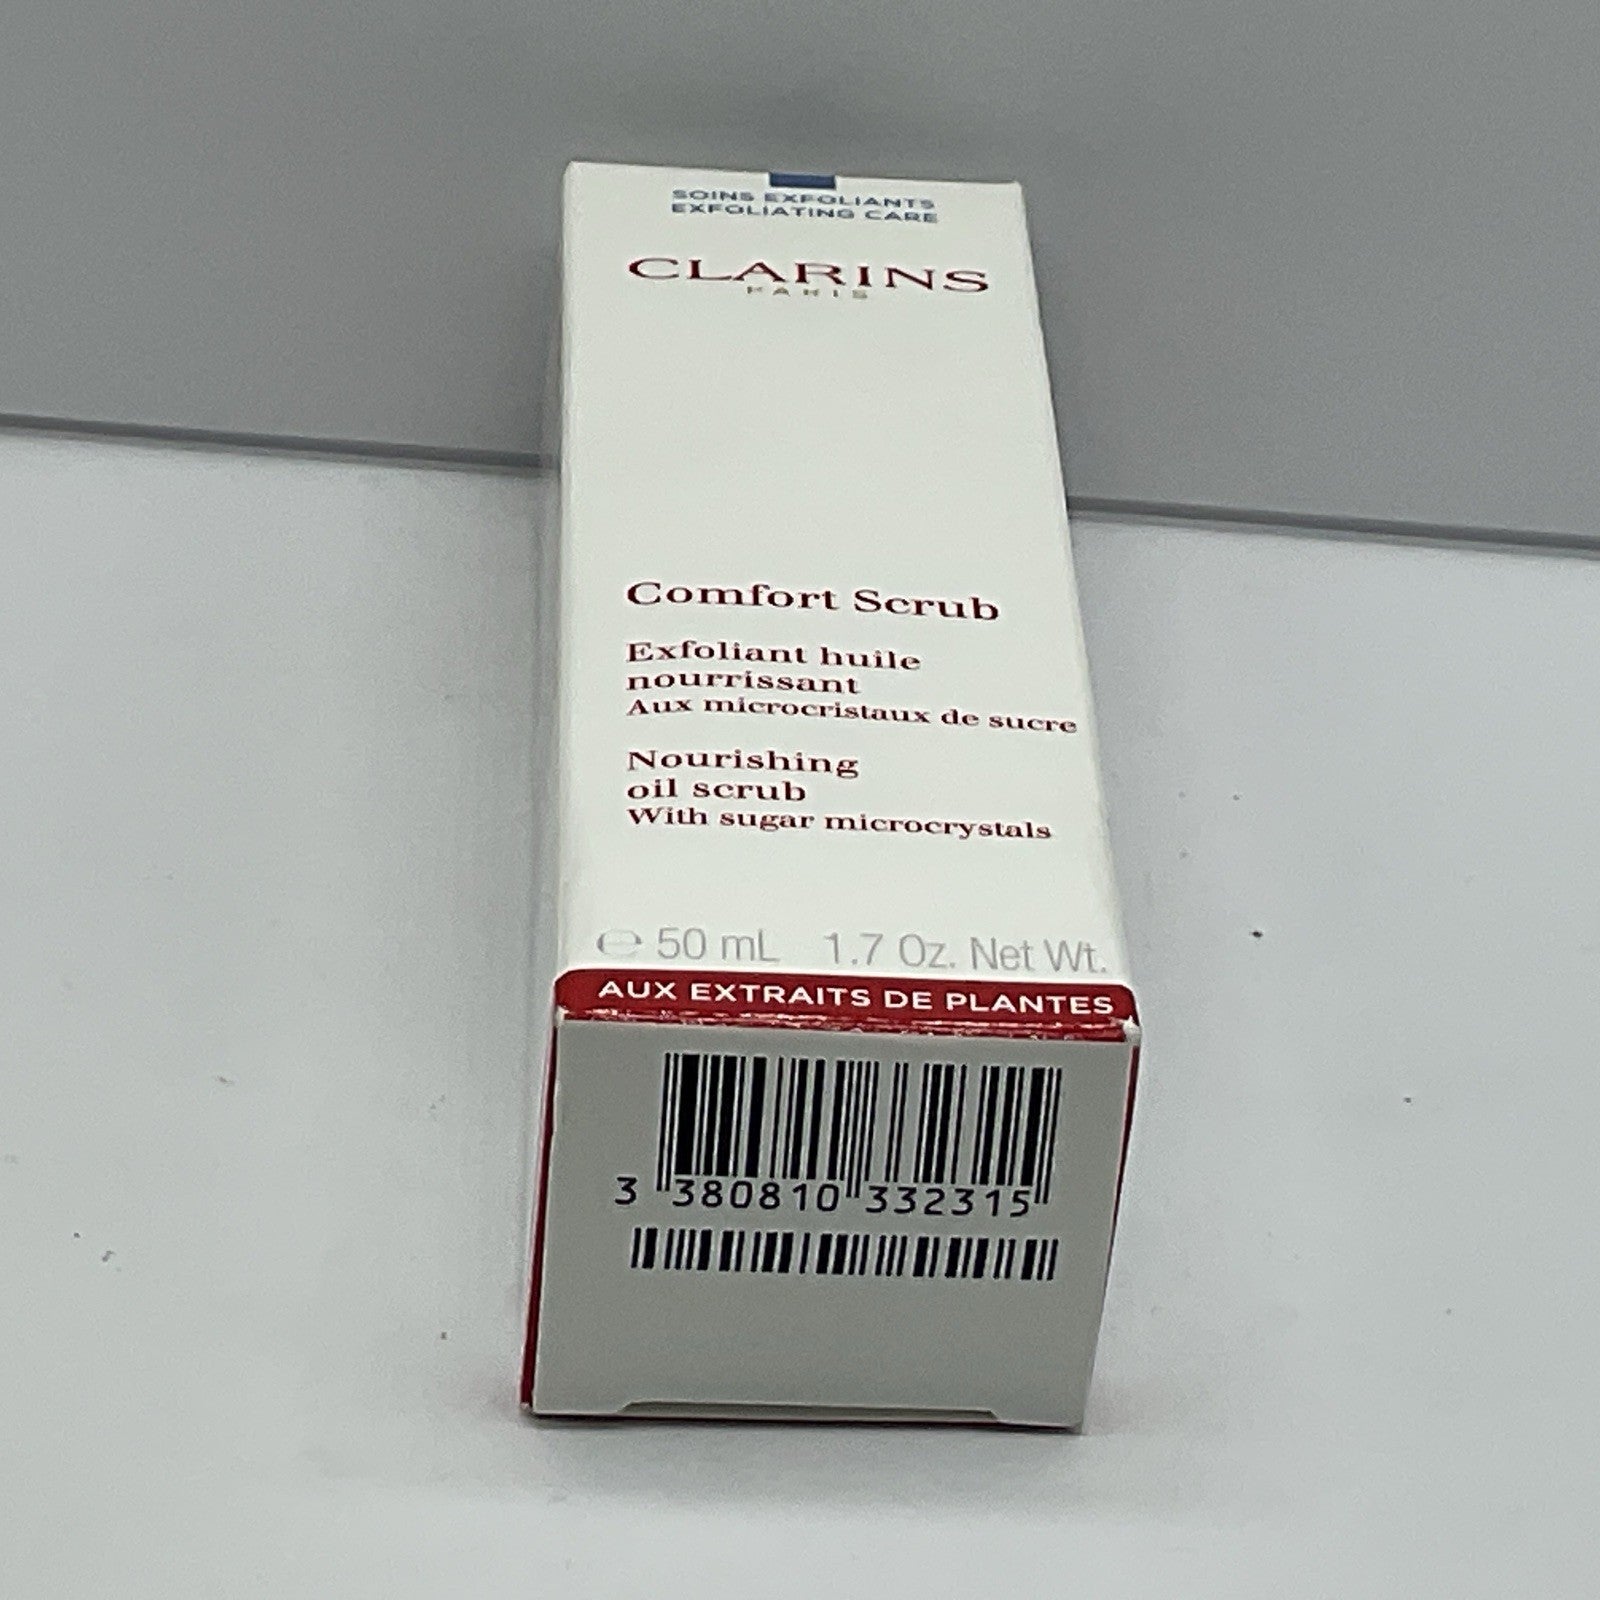 SOINS EXFOLIANTS
EXFOLIATING CARE
CLARINS
PARIS
Comfort Scrub
Exfoliant huile
nourrissant
Aux microcristaux de sucre
Nourishing
oil scrub
With sugar microcrystals
℮ 50 mL 1.7 Oz. Net Wt.
AUX EXTRAITS DE PLANTES
3 380810 332315